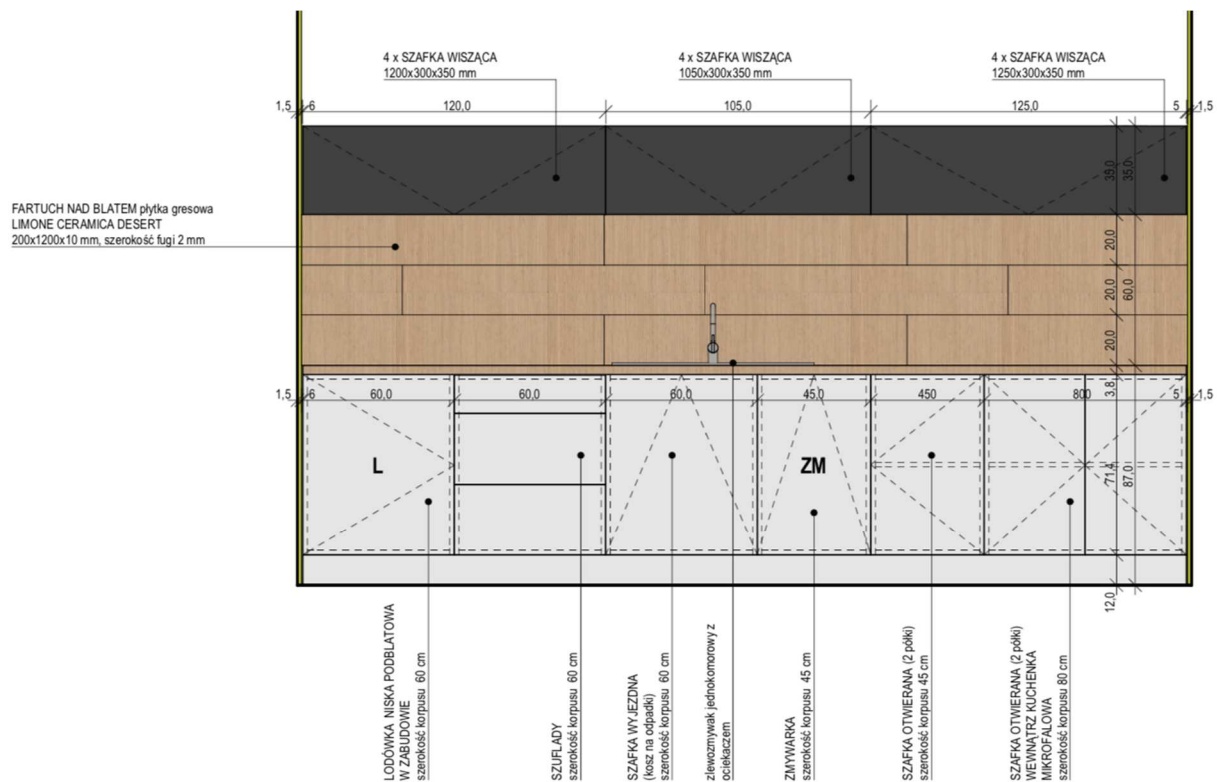 4 x SZAFKA WISZĄCA
1200x300x350 mm
4 x SZAFKA WISZĄCA
1050x300x350 mm
4 x SZAFKA WISZĄCA
1250x300x350 mm
1,5 6 120,0 105,0 125,0 5 1,5
35,0 35,0
FARTUCH NAD BLATEM płytka gresowa
LIMONE CERAMICA DESERT
200x1200x10 mm, szerokość fugi 2 mm
20,0
20,0 60,0
20,0
1,5 6 60,0 60,0 60,0 45,0 450 800 5 1,5
3,8
L
ZM
71,4 87,0
12,0
LODÓWKA NISKA PODBLATOWA
W ZABUDOWIE
szerokość korpusu 60 cm
SZUFLADY
szerokość korpusu 60 cm
SZAFKA WYJEZDNA
(kosz na odpadki)
szerokość korpusu 60 cm
zlewozmywak jednokomorowy z
ociekaczem
ZMYWARKA
szerokość korpusu 45 cm
SZAFKA OTWIERANA (2 półki)
szerokość korpusu 45 cm
SZAFKA OTWIERANA (2 półki)
WEWNĄTRZ KUCHENKA
MIKROFALOWA
szerokość korpusu 80 cm